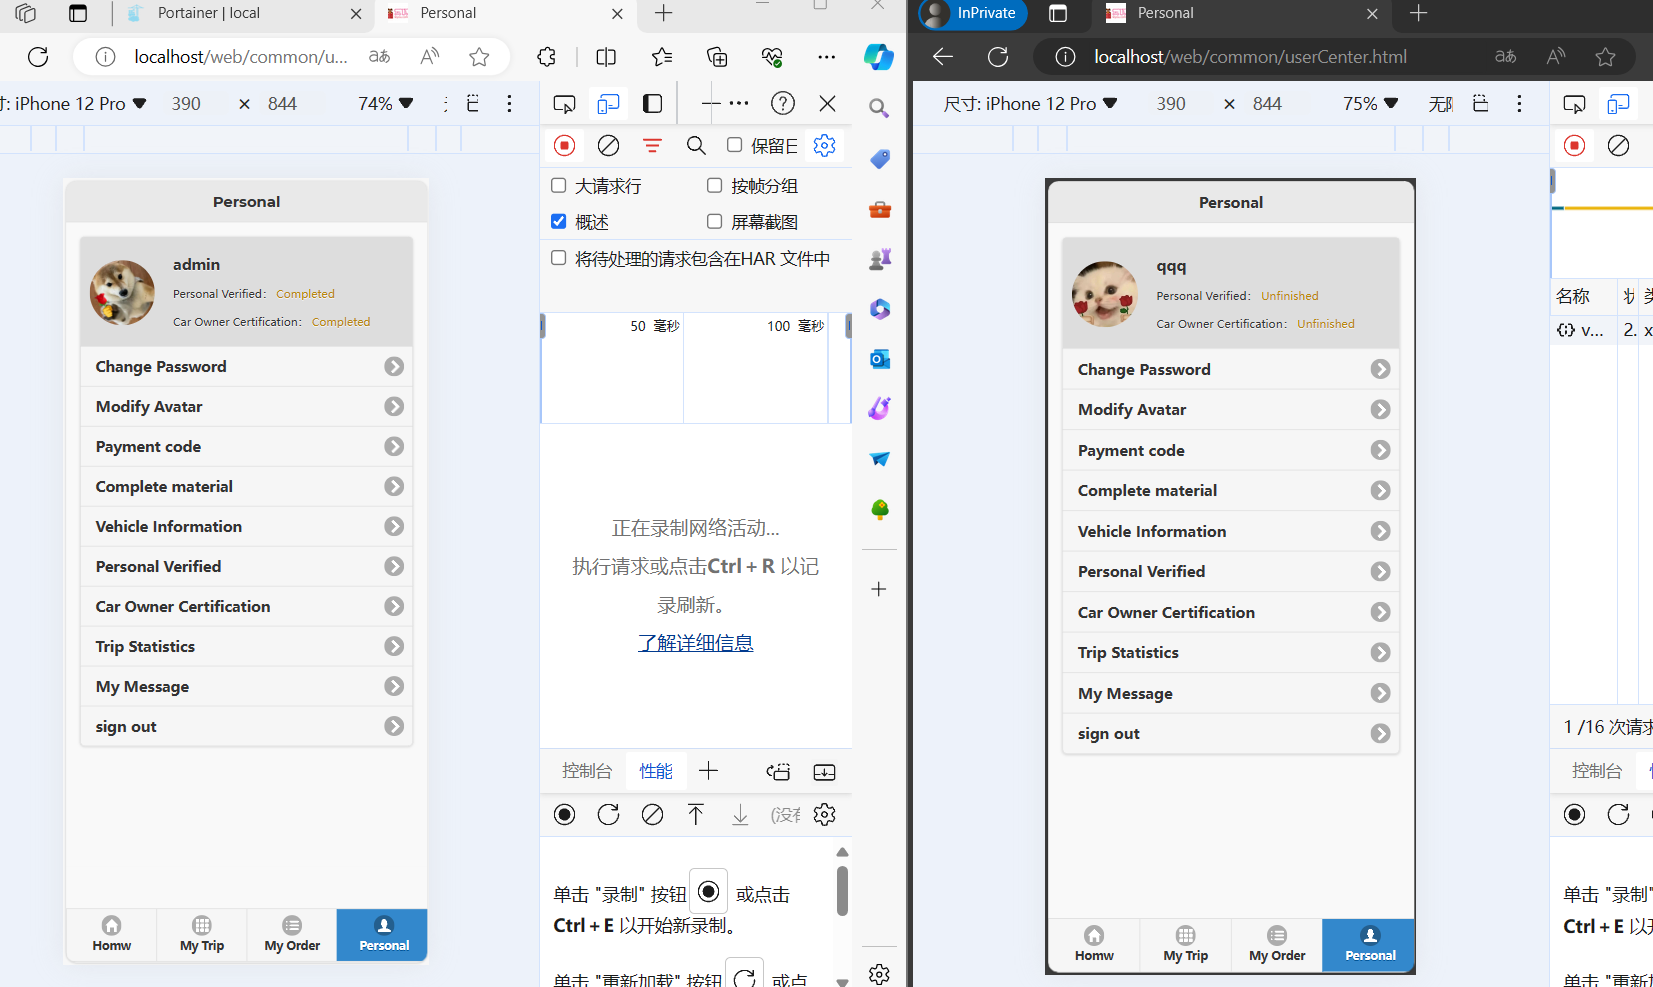 Portainer | local
Personal
localhost/web/common/u...
寸: iPhone 12 Pro
390
×
844
74%
保留日
大请求行
按帧分组
概述
屏幕截图
将待处理的请求包含在HAR 文件中
50 毫秒
100 毫秒
正在录制网络活动...
执行请求或点击Ctrl + R 以记
录刷新。
了解详细信息
控制台
性能
(没有
单击 "录制" 按钮
或点击
Ctrl + E 以开始新录制。
单击 "重新加载" 按钮
或点
Personal
admin
Personal Verified: Completed
Car Owner Certification: Completed
Change Password
Modify Avatar
Payment code
Complete material
Vehicle Information
Personal Verified
Car Owner Certification
Trip Statistics
My Message
sign out
Homw
My Trip
My Order
Personal
InPrivate
Personal
localhost/web/common/userCenter.html
尺寸: iPhone 12 Pro
390
×
844
75%
无限
Personal
qqq
Personal Verified: Unfinished
Car Owner Certification: Unfinished
Change Password
Modify Avatar
Payment code
Complete material
Vehicle Information
Personal Verified
Car Owner Certification
Trip Statistics
My Message
sign out
Homw
My Trip
My Order
Personal
名称
状
类
v...
2.
x
1 /16 次请求
控制台
单击 "录制"
Ctrl + E 以开
单击 "重新加